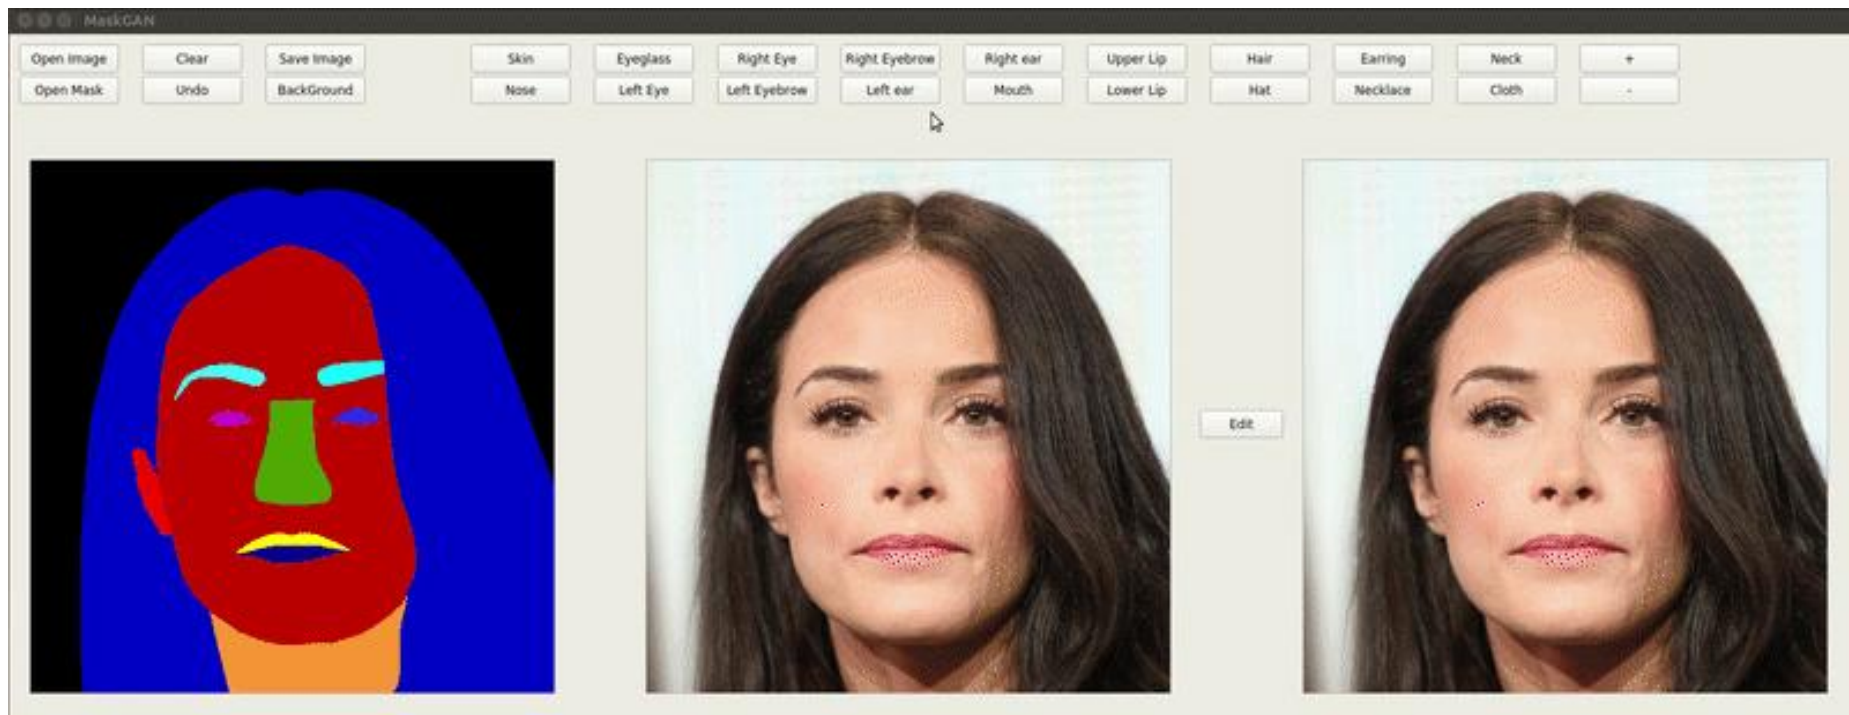 MaskGAN
Open Image Clear Save Image Skin Eyeglass Right Eye Right Eyebrow Right ear Upper Lip Hair Earring Neck +
Open Mask Undo BackGround Nose Left Eye Left Eyebrow Left ear Mouth Lower Lip Hat Necklace Cloth -
Edit